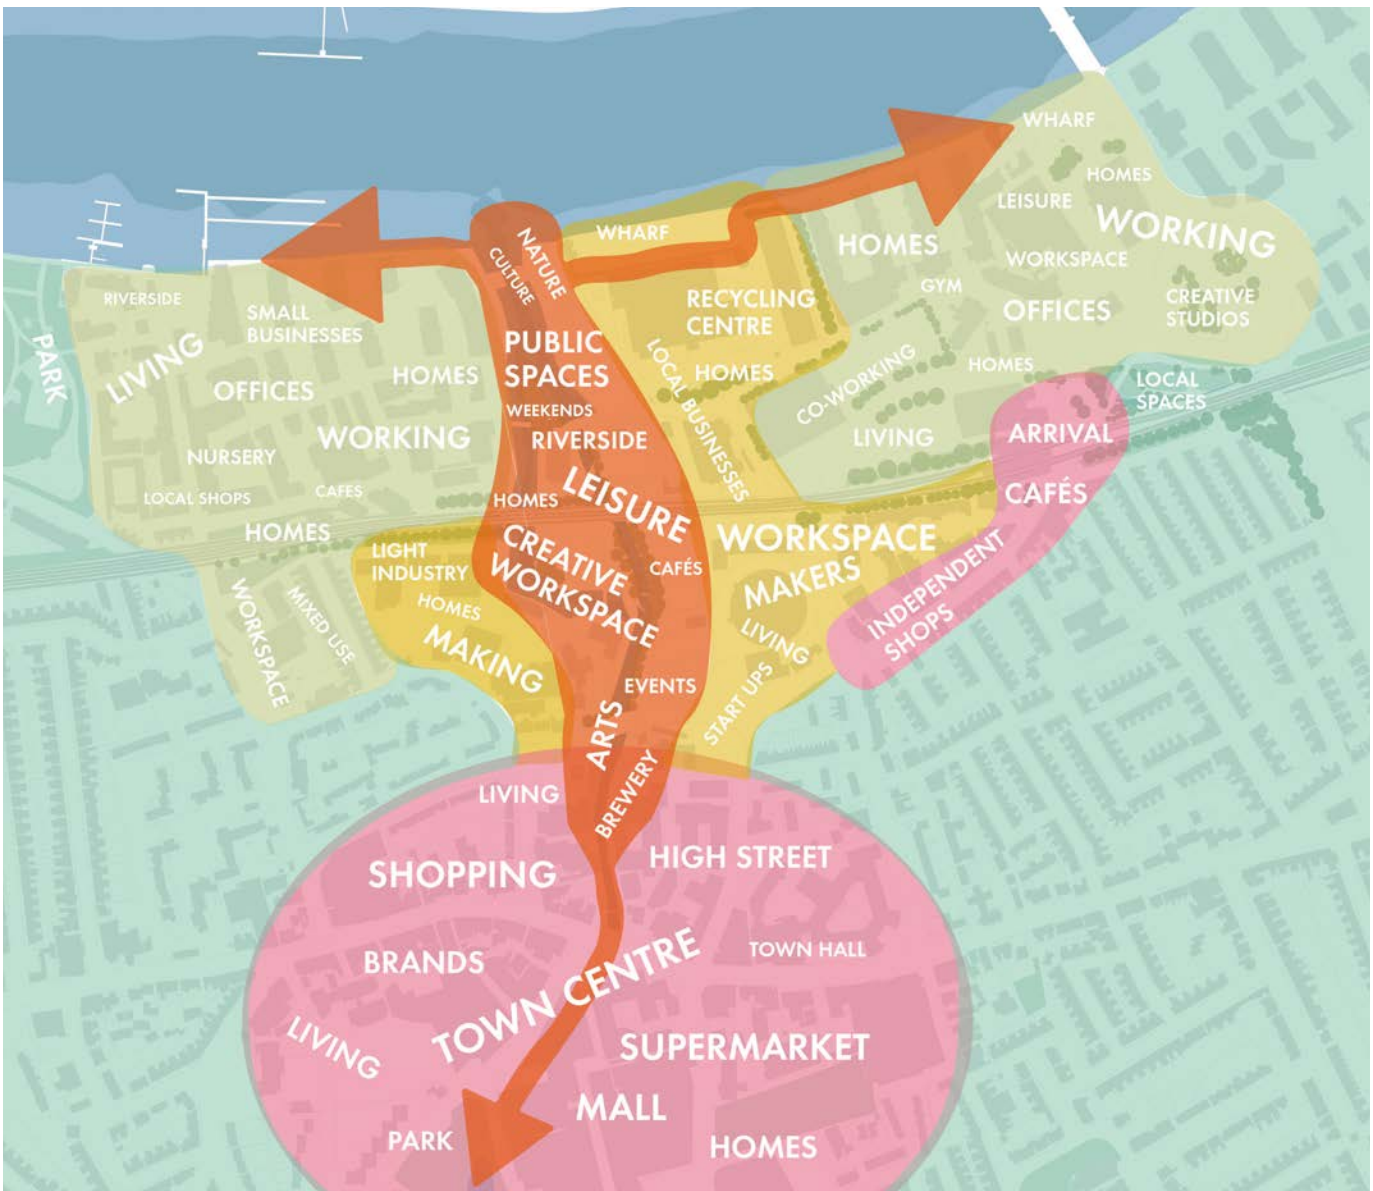 WHARF
HOMES
LEISURE
WORKING
WORKSPACE
GYM
OFFICES
CREATIVE
STUDIOS
HOMES
CO-WORKING
LIVING
HOMES
WHARF
RECYCLING
CENTRE
HOMES
LOCAL BUSINESSES
NATURE
CULTURE
PUBLIC
SPACES
WEEKENDS
RIVERSIDE
HOMES
LEISURE
CREATIVE
WORKSPACE
CAFÉS
EVENTS
ARTS
BREWERY
RIVERSIDE
SMALL
BUSINESSES
PARK
LIVING
OFFICES
HOMES
WORKING
NURSERY
LOCAL SHOPS
CAFES
HOMES
WORKSPACE
MIXED USE
LIGHT
INDUSTRY
HOMES
MAKING
WORKSPACE
MAKERS
LIVING
START UPS
LOCAL
SPACES
ARRIVAL
CAFÉS
INDEPENDENT
SHOPS
LIVING
SHOPPING
HIGH STREET
BRANDS
TOWN HALL
TOWN CENTRE
LIVING
SUPERMARKET
MALL
PARK
HOMES